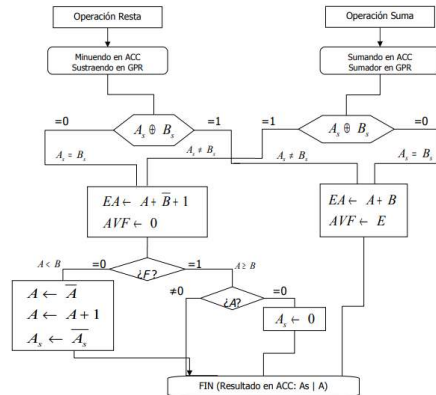 Operación Resta
Operación Suma
Minuendo en ACC
Sustraendo en GPR
Sumando en ACC
Sumador en GPR
=0
A_s ⊕ B_s
=1
=1
A_s ⊕ B_s
=0
A_s = B_s
A_s ≠ B_s
A_s ≠ B_s
A_s = B_s
EA ← A + B̅ + 1
AVF ← 0
EA ← A + B
AVF ← E
A < B
=0
¿F?
=1
A ≥ B
A ← A̅
A ← A + 1
A_s ← A̅_s
≠0
¿A?
=0
A_s ← 0
FIN (Resultado en ACC: As | A)